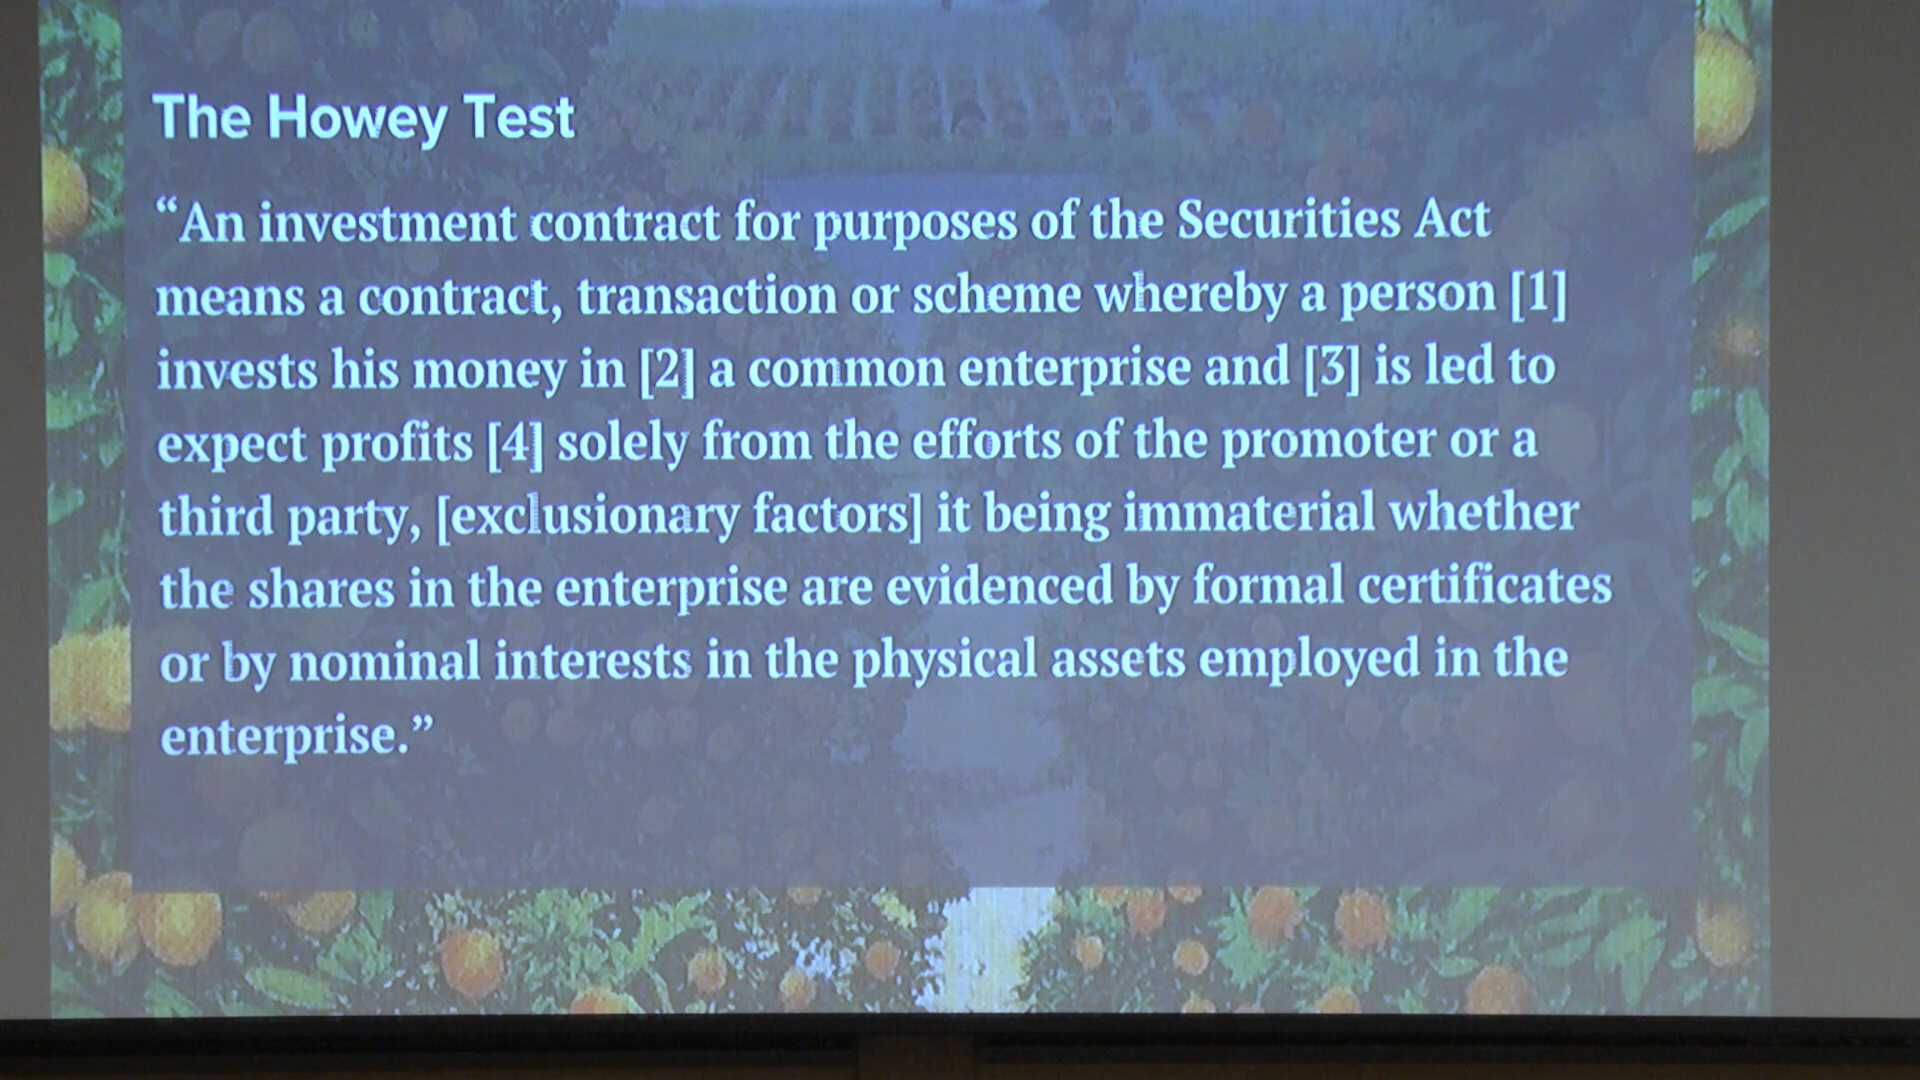 The Howey Test
“An investment contract for purposes of the Securities Act
means a contract, transaction or scheme whereby a person [1]
invests his money in [2] a common enterprise and [3] is led to
expect profits [4] solely from the efforts of the promoter or a
third party, [exclusionary factors] it being immaterial whether
the shares in the enterprise are evidenced by formal certificates
or by nominal interests in the physical assets employed in the
enterprise.”